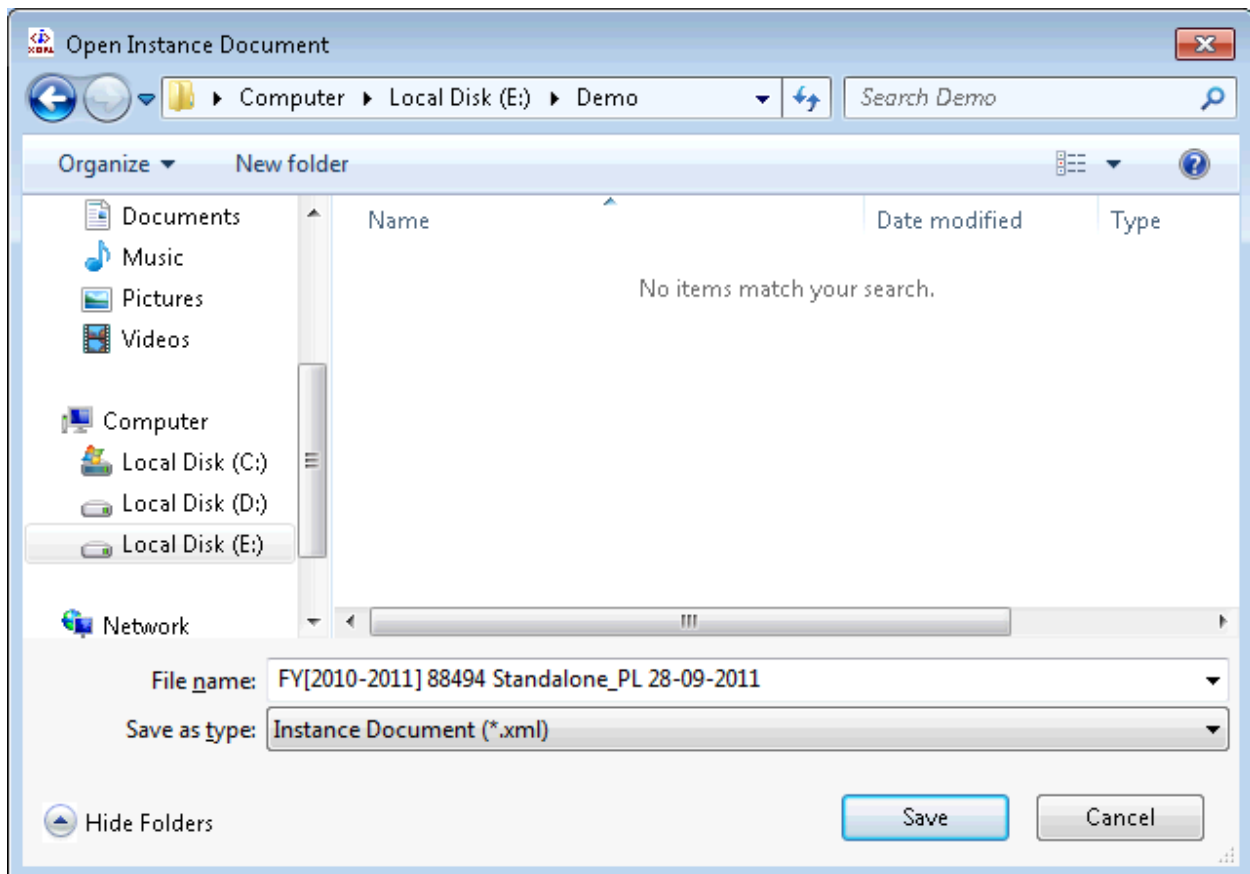 Open Instance Document
Computer Local Disk (E:) Demo Search Demo
Organize New folder
Name Date modified Type
No items match your search.
Documents
Music
Pictures
Videos
Computer
Local Disk (C:)
Local Disk (D:)
Local Disk (E:)
Network
File name: FY[2010-2011] 88494 Standalone_PL 28-09-2011
Save as type: Instance Document (*.xml)
Hide Folders Save Cancel